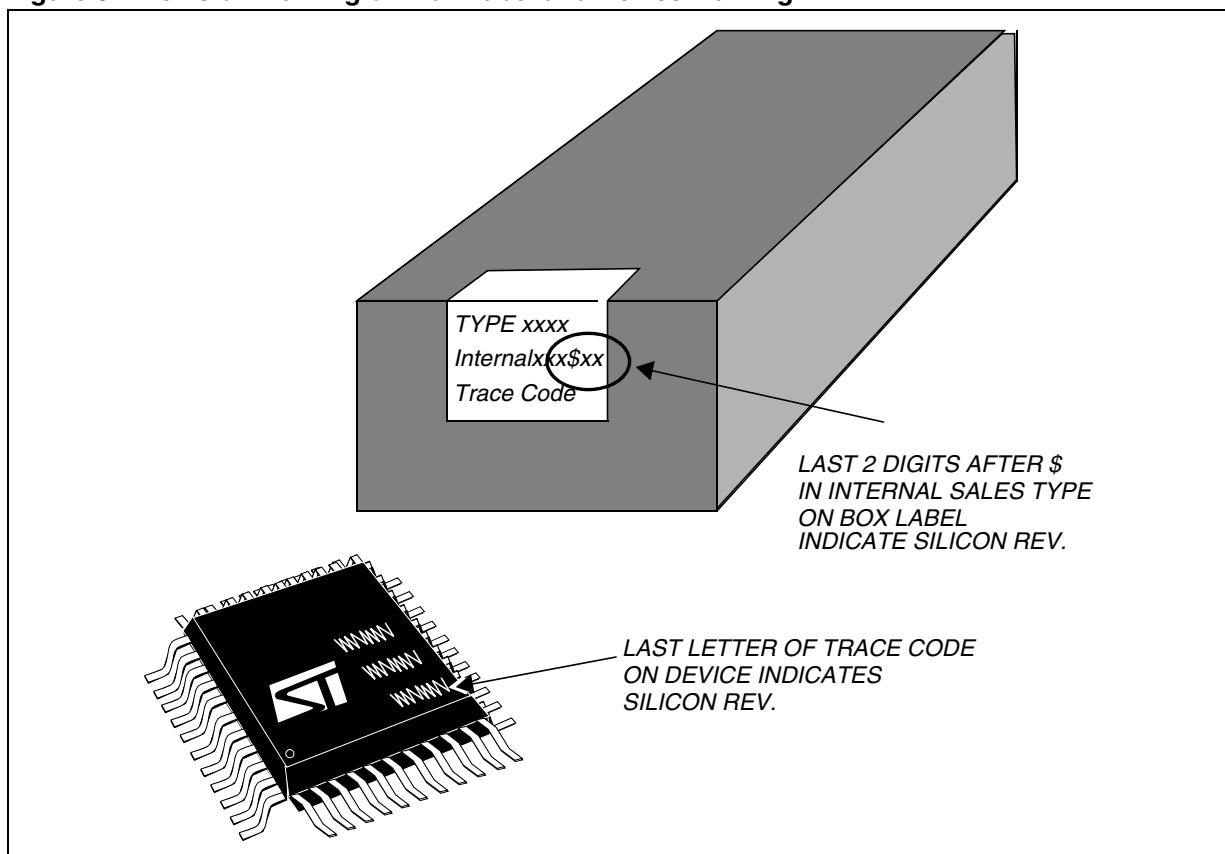 TYPE xxxx
Internalxxx$xx
Trace Code
LAST 2 DIGITS AFTER $
IN INTERNAL SALES TYPE
ON BOX LABEL
INDICATE SILICON REV.
LAST LETTER OF TRACE CODE
ON DEVICE INDICATES
SILICON REV.
ST